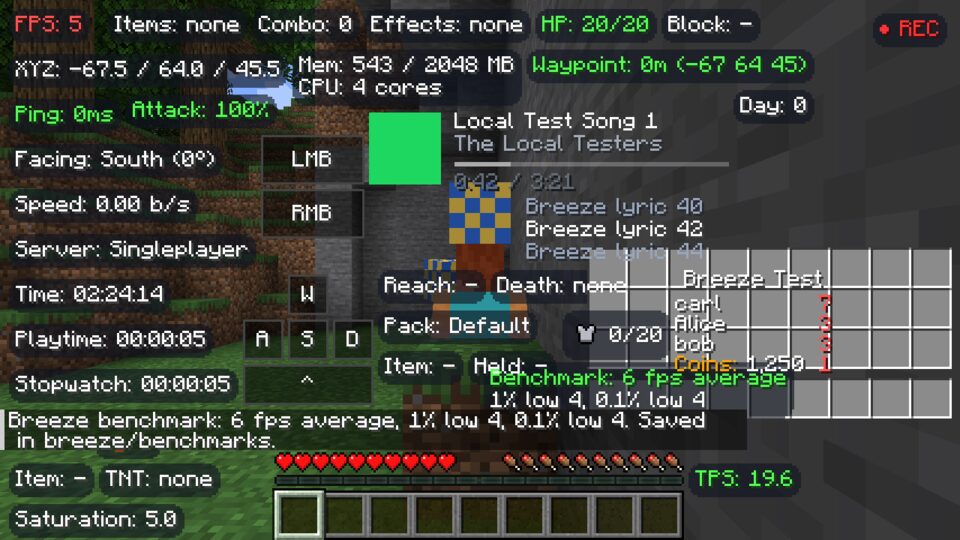 FPS: 5
Items: none
Combo: 0
Effects: none
HP: 20/20
Block: -
REC
XYZ: -67.5 / 64.0 / 45.5
Mem: 543 / 2048 MB
CPU: 4 cores
Waypoint: 0m (-67 64 45)
Day: 0
Ping: 0ms
Attack: 100%
Local Test Song 1
The Local Testers
0:42 / 3:21
Facing: South (0°)
LMB
Speed: 0.00 b/s
RMB
Breeze lyric 40
Breeze lyric 42
Breeze lyric 44
Server: Singleplayer
Time: 02:24:14
W
Reach: -
Death: none
Breeze Test
carl 7
Alice 3
bob 3
Coins: 1,250 1
Playtime: 00:00:05
A
S
D
Pack: Default
0/20
Item: -
Held: -
Stopwatch: 00:00:05
^
Benchmark: 6 fps average
1% low 4, 0.1% low 4
Breeze benchmark: 6 fps average, 1% low 4, 0.1% low 4. Saved
in breeze/benchmarks.
Item: -
TNT: none
TPS: 19.6
Saturation: 5.0